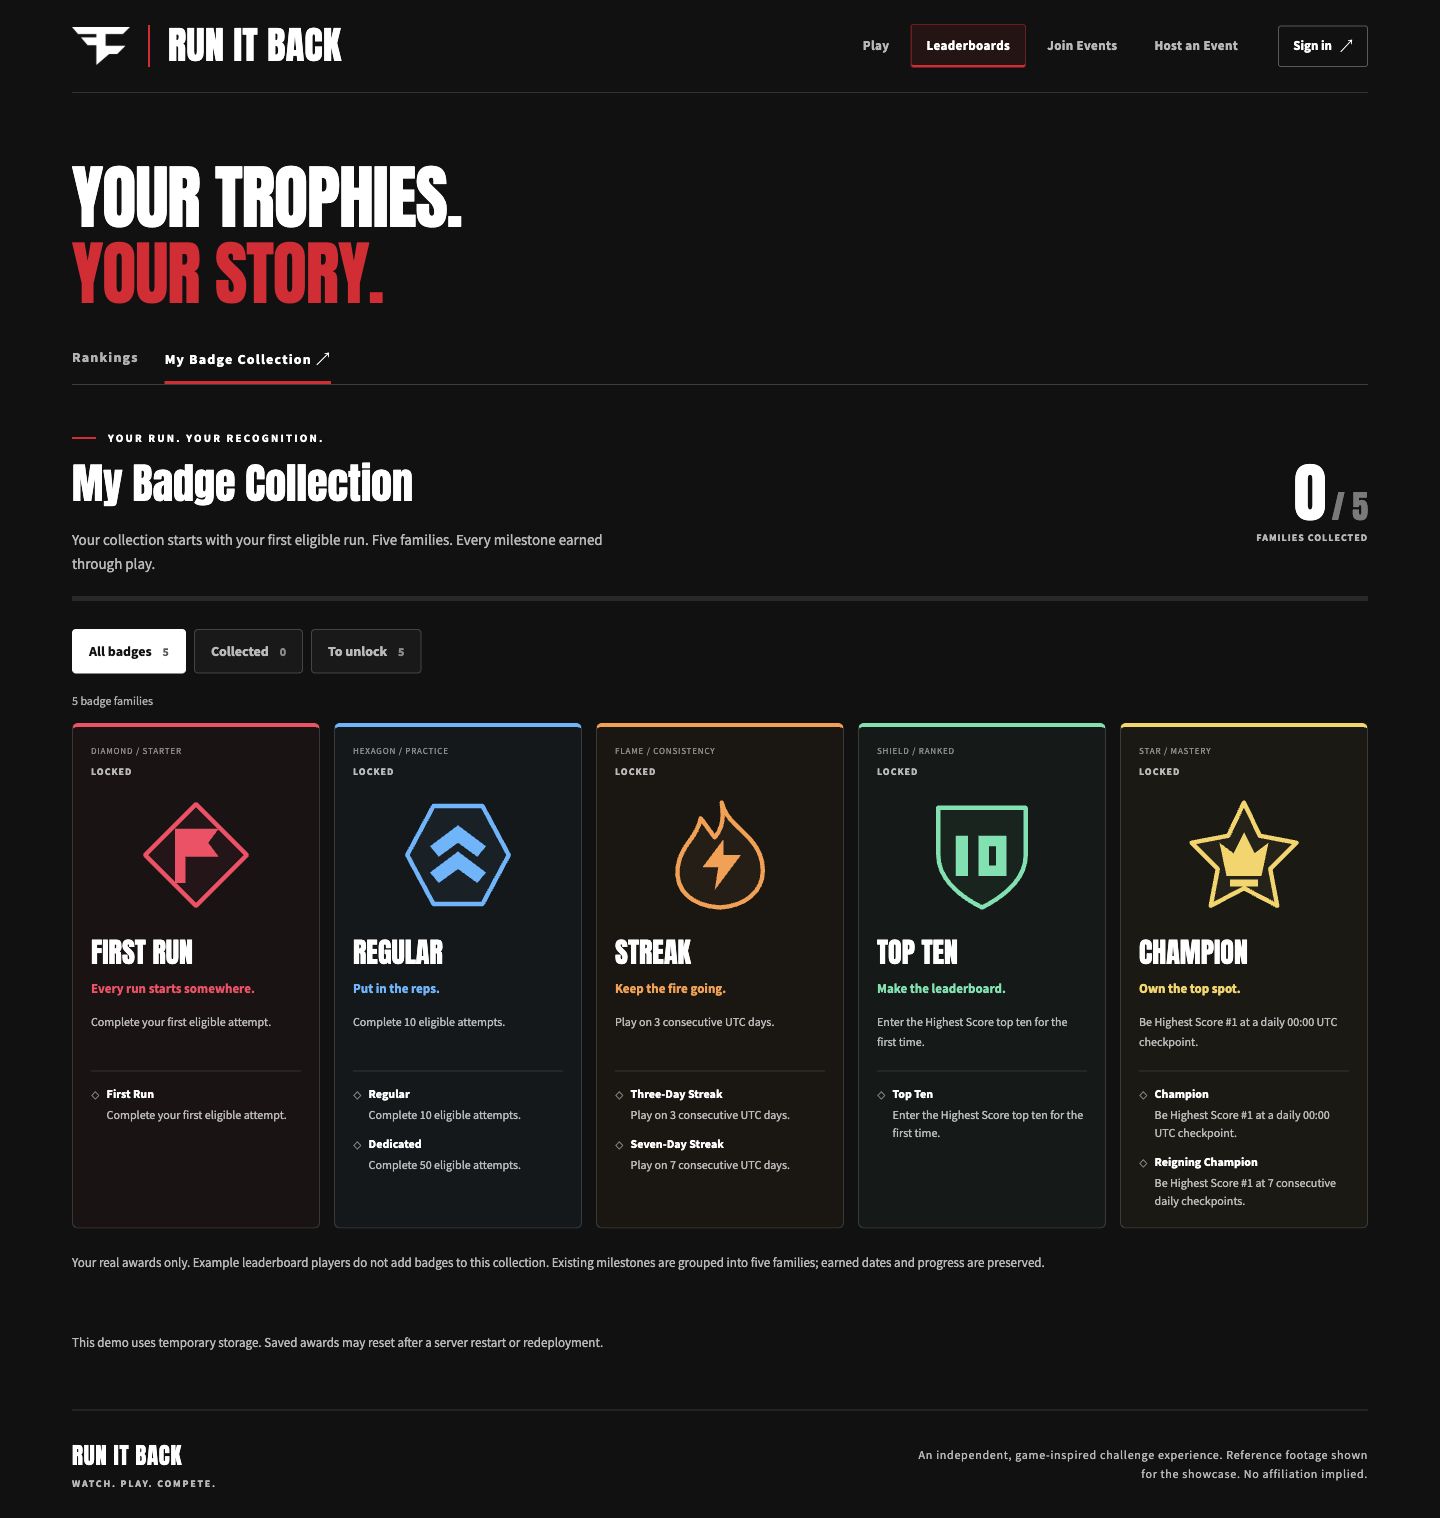 RUN IT BACK
Play
Leaderboards
Join Events
Host an Event
Sign in ↗
YOUR TROPHIES.
YOUR STORY.
Rankings
My Badge Collection ↗
YOUR RUN. YOUR RECOGNITION.
My Badge Collection
Your collection starts with your first eligible run. Five families. Every milestone earned
through play.
0 / 5
FAMILIES COLLECTED
All badges 5
Collected 0
To unlock 5
5 badge families
DIAMOND / STARTER
LOCKED
FIRST RUN
Every run starts somewhere.
Complete your first eligible attempt.
First Run
Complete your first eligible attempt.
HEXAGON / PRACTICE
LOCKED
REGULAR
Put in the reps.
Complete 10 eligible attempts.
Regular
Complete 10 eligible attempts.
Dedicated
Complete 50 eligible attempts.
FLAME / CONSISTENCY
LOCKED
STREAK
Keep the fire going.
Play on 3 consecutive UTC days.
Three-Day Streak
Play on 3 consecutive UTC days.
Seven-Day Streak
Play on 7 consecutive UTC days.
SHIELD / RANKED
LOCKED
10
TOP TEN
Make the leaderboard.
Enter the Highest Score top ten for the
first time.
Top Ten
Enter the Highest Score top ten for the
first time.
STAR / MASTERY
LOCKED
CHAMPION
Own the top spot.
Be Highest Score #1 at a daily 00:00 UTC
checkpoint.
Champion
Be Highest Score #1 at a daily 00:00
UTC checkpoint.
Reigning Champion
Be Highest Score #1 at 7 consecutive
daily checkpoints.
Your real awards only. Example leaderboard players do not add badges to this collection. Existing milestones are grouped into five families; earned dates and progress are preserved.
This demo uses temporary storage. Saved awards may reset after a server restart or redeployment.
RUN IT BACK
WATCH. PLAY. COMPETE.
An independent, game-inspired challenge experience. Reference footage shown
for the showcase. No affiliation implied.